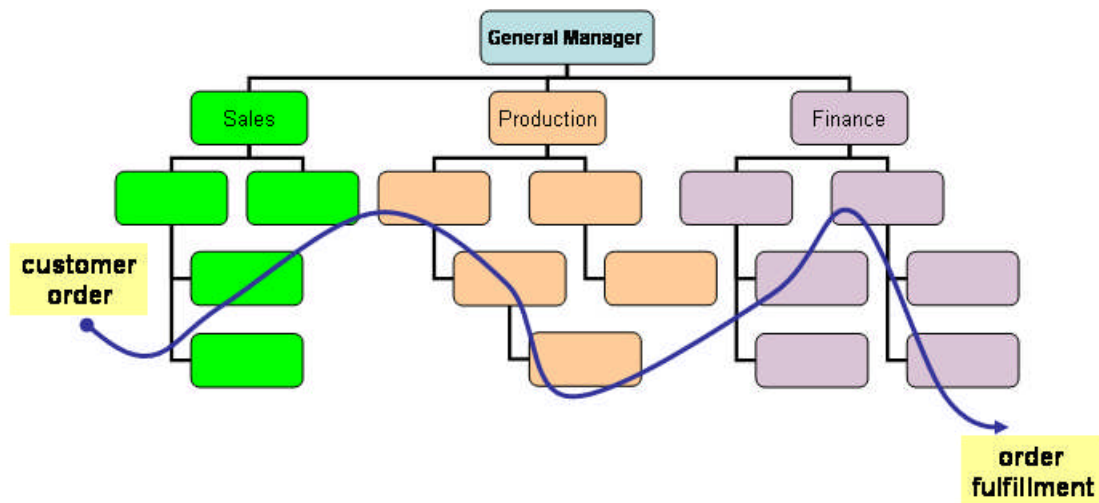 General Manager
Sales
Production
Finance
customer
order
order
fulfillment